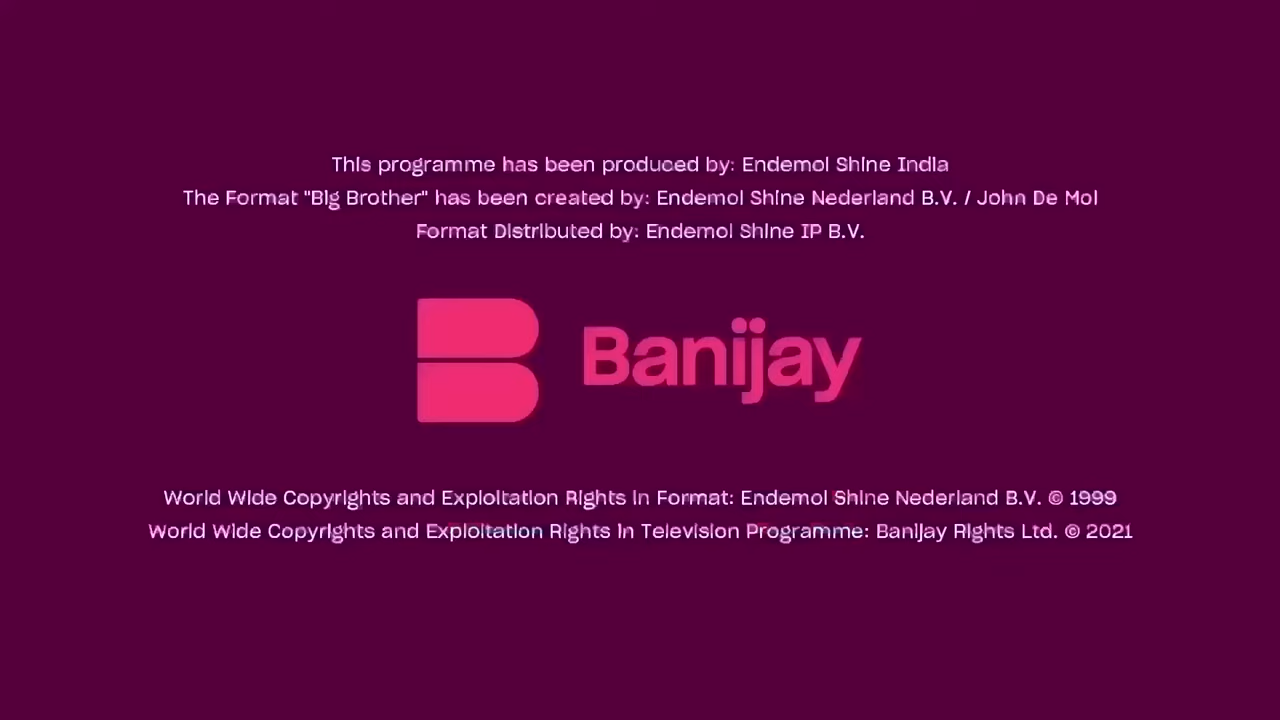 This programme has been produced by: Endemol Shine India
The Format "Big Brother" has been created by: Endemol Shine Nederland B.V. / John De Mol
Format Distributed by: Endemol Shine IP B.V.
Banijay
World Wide Copyrights and Exploitation Rights in Format: Endemol Shine Nederland B.V. © 1999
World Wide Copyrights and Exploitation Rights in Television Programme: Banijay Rights Ltd. © 2021